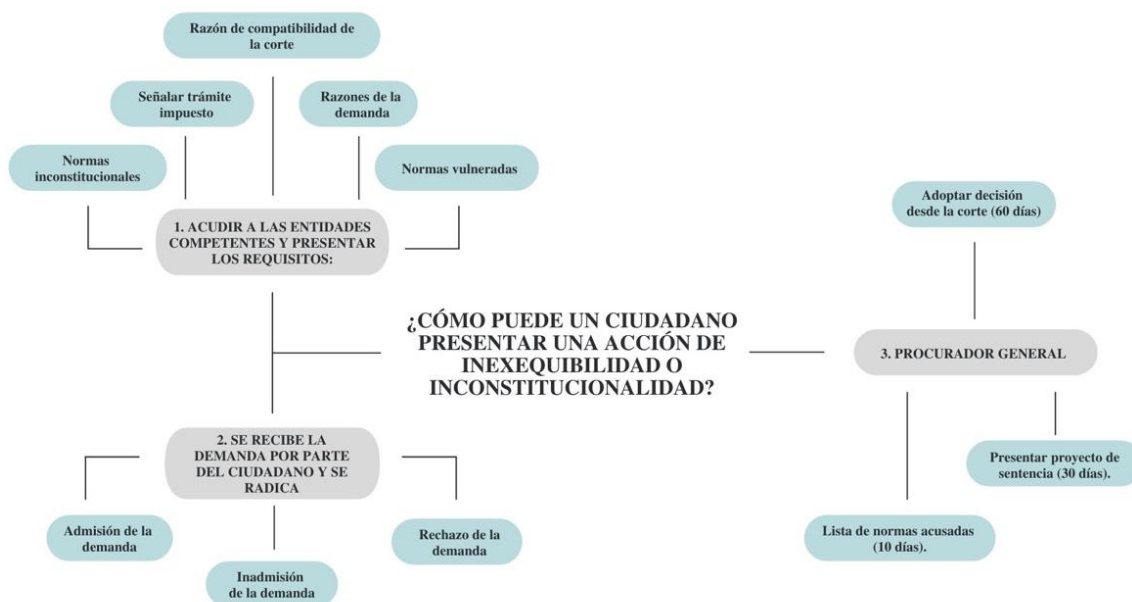 Razón de compatibilidad de
la corte
Señalar trámite
impuesto
Razones de la
demanda
Normas
inconstitucionales
Normas vulneradas
1. ACUDIR A LAS ENTIDADES
COMPETENTES Y PRESENTAR
LOS REQUISITOS:
¿CÓMO PUEDE UN CIUDADANO
PRESENTAR UNA ACCIÓN DE
INEXEQUIBILIDAD O
INCONSTITUCIONALIDAD?
2. SE RECIBE LA
DEMANDA POR PARTE
DEL CIUDADANO Y SE
RADICA
Admisión de la
demanda
Inadmisión
de la demanda
Rechazo de la
demanda
Adoptar decisión
desde la corte (60 días)
3. PROCURADOR GENERAL
Presentar proyecto de
sentencia (30 días).
Lista de normas acusadas
(10 días).